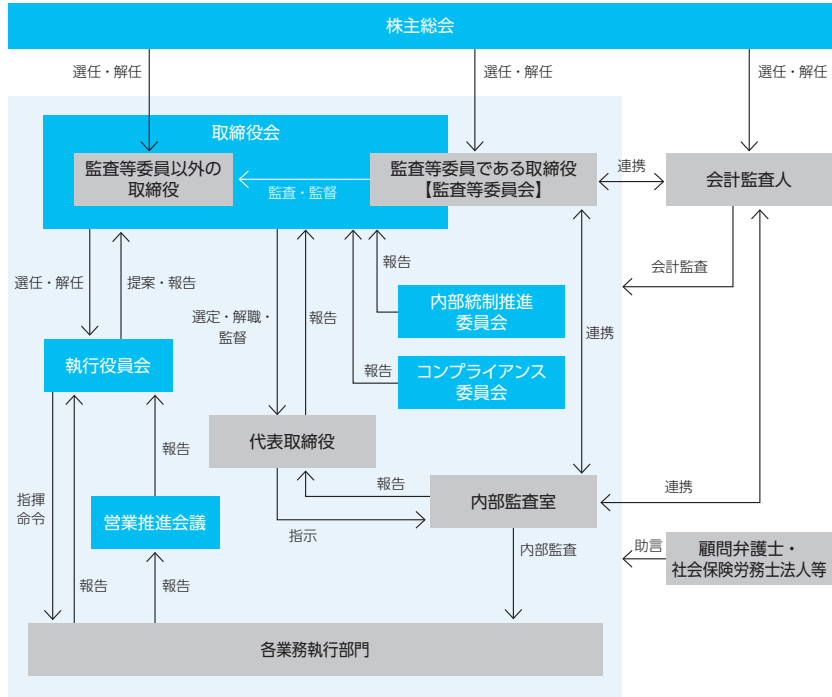 株主総会
選任・解任
選任・解任
選任・解任
取締役会
監査等委員以外の
取締役
監査・監督
監査等委員である取締役
【監査等委員会】
連携
会計監査人
選任・解任
提案・報告
選定・解職・
監督
報告
報告
内部統制推進
委員会
会計監査
連携
報告
コンプライアンス
委員会
執行役員会
代表取締役
報告
報告
内部監査室
連携
指揮
命令
営業推進会議
指示
内部監査
助言
顧問弁護士・
社会保険労務士法人等
報告
報告
各業務執行部門